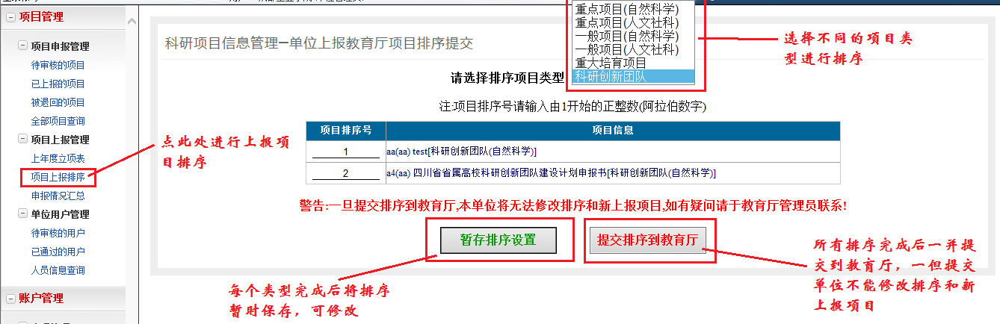 项目管理
项目申报管理
待审核的项目
已上报的项目
被退回的项目
全部项目查询
项目上报管理
上年度立项表
项目上报排序
申报情况汇总
单位用户管理
待审核的用户
已通过的用户
人员信息查询
账户管理
点此处进行上报项
目排序
科研项目信息管理—单位上报教育厅项目排序提交
重点项目(自然科学)
重点项目(人文社科)
一般项目(自然科学)
一般项目(人文社科)
重大培育项目
科研创新团队
选择不同的项目类
型进行排序
请选择排序项目类型
注:项目排序号请输入由1开始的正整数(阿拉伯数字)
项目排序号 项目信息
1 aa(aa) test[科研创新团队(自然科学)]
2 a4(aa) 四川省省属高校科研创新团队建设计划申报书[科研创新团队(自然科学)]
警告:一旦提交排序到教育厅,本单位将无法修改排序和新上报项目,如有疑问请于教育厅管理员联系!
暂存排序设置 提交排序到教育厅
每个类型完成后将排序
暂时保存，可修改
所有排序完成后一并提
交到教育厅，一但提交
单位不能修改排序和新
上报项目